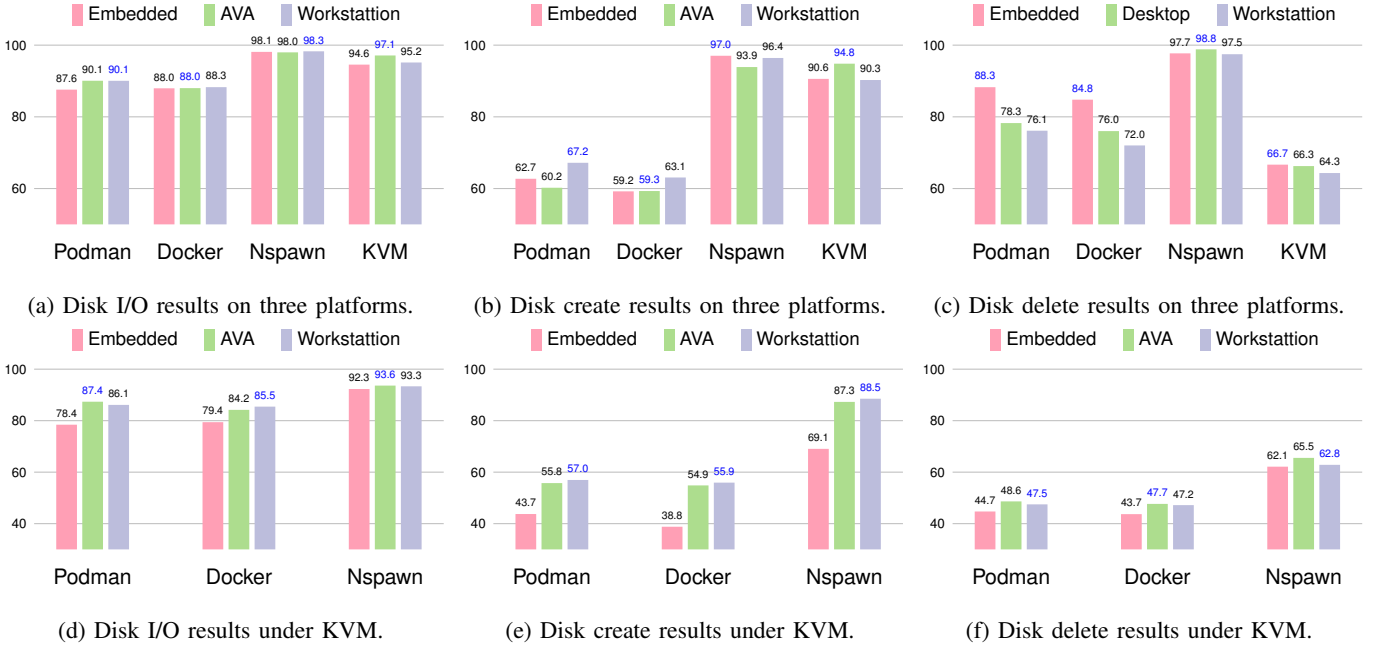 Embedded AVA Workstattion
100
80
60
87.6 90.1 90.1
88.0 88.0 88.3
98.1 98.0 98.3
94.6 97.1 95.2
Podman Docker Nspawn KVM
(a) Disk I/O results on three platforms.
Embedded AVA Workstattion
100
80
60
62.7 60.2 67.2
59.2 59.3 63.1
97.0 93.9 96.4
90.6 94.8 90.3
Podman Docker Nspawn KVM
(b) Disk create results on three platforms.
Embedded Desktop Workstattion
100
80
60
88.3 78.3 76.1
84.8 76.0 72.0
97.7 98.8 97.5
66.7 66.3 64.3
Podman Docker Nspawn KVM
(c) Disk delete results on three platforms.
Embedded AVA Workstattion
100
80
60
40
78.4 87.4 86.1
79.4 84.2 85.5
92.3 93.6 93.3
Podman Docker Nspawn
(d) Disk I/O results under KVM.
Embedded AVA Workstattion
100
80
60
40
43.7 55.8 57.0
38.8 54.9 55.9
69.1 87.3 88.5
Podman Docker Nspawn
(e) Disk create results under KVM.
Embedded AVA Workstattion
100
80
60
40
44.7 48.6 47.5
43.7 47.7 47.2
62.1 65.5 62.8
Podman Docker Nspawn
(f) Disk delete results under KVM.